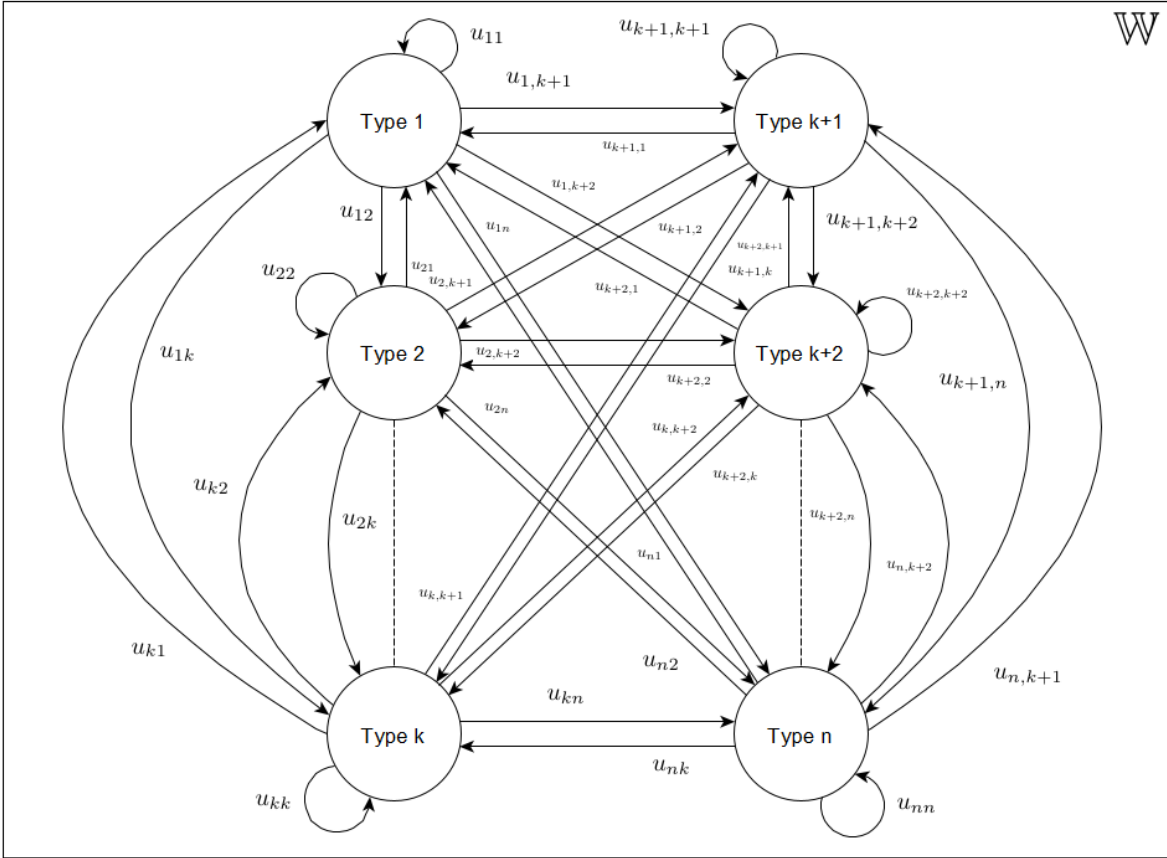 𝕎
u_{11}
u_{k+1,k+1}
u_{1,k+1}
Type 1
Type k+1
u_{k+1,1}
u_{1,k+2}
u_{12}
u_{1n}
u_{k+1,2}
u_{k+1,k+2}
u_{k+2,k+1}
u_{22}
u_{21}
u_{2,k+1}
u_{k+2,1}
u_{k+1,k}
u_{k+2,k+2}
u_{1k}
Type 2
u_{2,k+2}
Type k+2
u_{k+2,2}
u_{k+1,n}
u_{2n}
u_{k,k+2}
u_{k2}
u_{k+2,k}
u_{2k}
u_{k+2,n}
u_{n1}
u_{n,k+2}
u_{k,k+1}
u_{k1}
u_{n2}
u_{n,k+1}
u_{kn}
Type k
Type n
u_{nk}
u_{kk}
u_{nn}